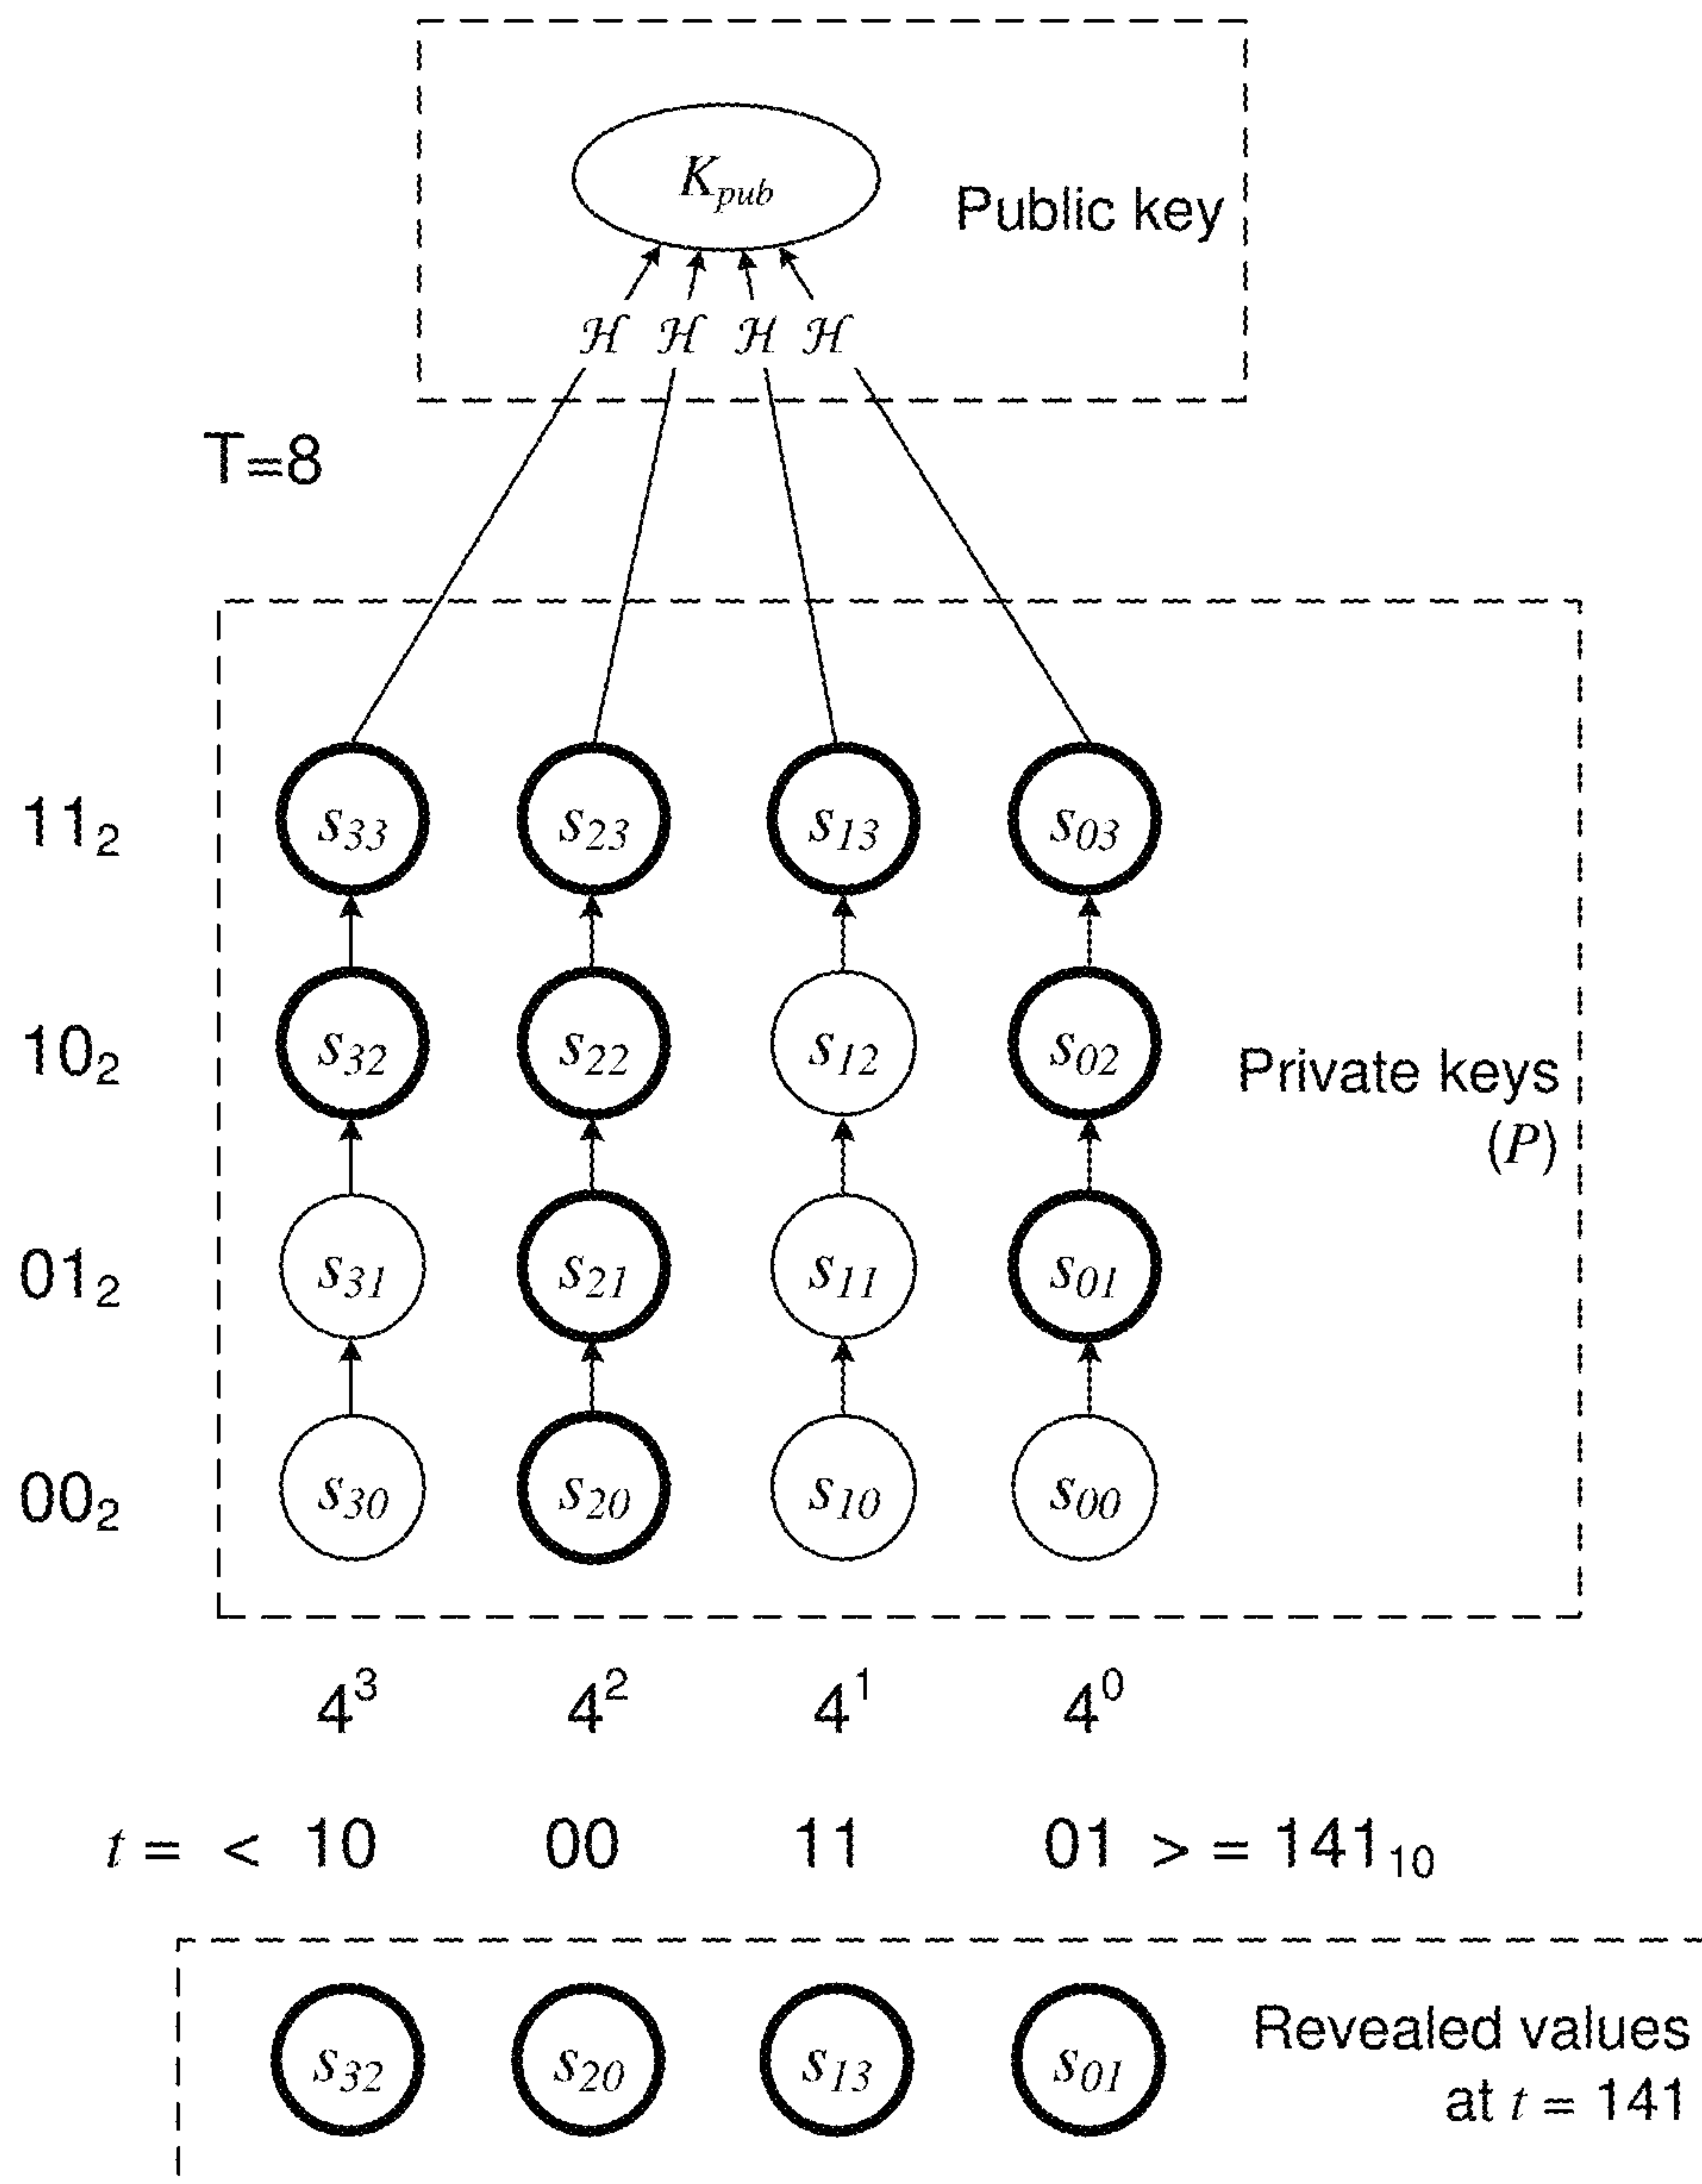 K_pub
Public key
ℋ ℋ ℋ ℋ
T=8
11₂ s₃₃ s₂₃ s₁₃ s₀₃
10₂ s₃₂ s₂₂ s₁₂ s₀₂
Private keys
(P)
01₂ s₃₁ s₂₁ s₁₁ s₀₁
00₂ s₃₀ s₂₀ s₁₀ s₀₀
4³ 4² 4¹ 4⁰
t = < 10 00 11 01 > = 141₁₀
s₃₂ s₂₀ s₁₃ s₀₁
Revealed values
at t = 141